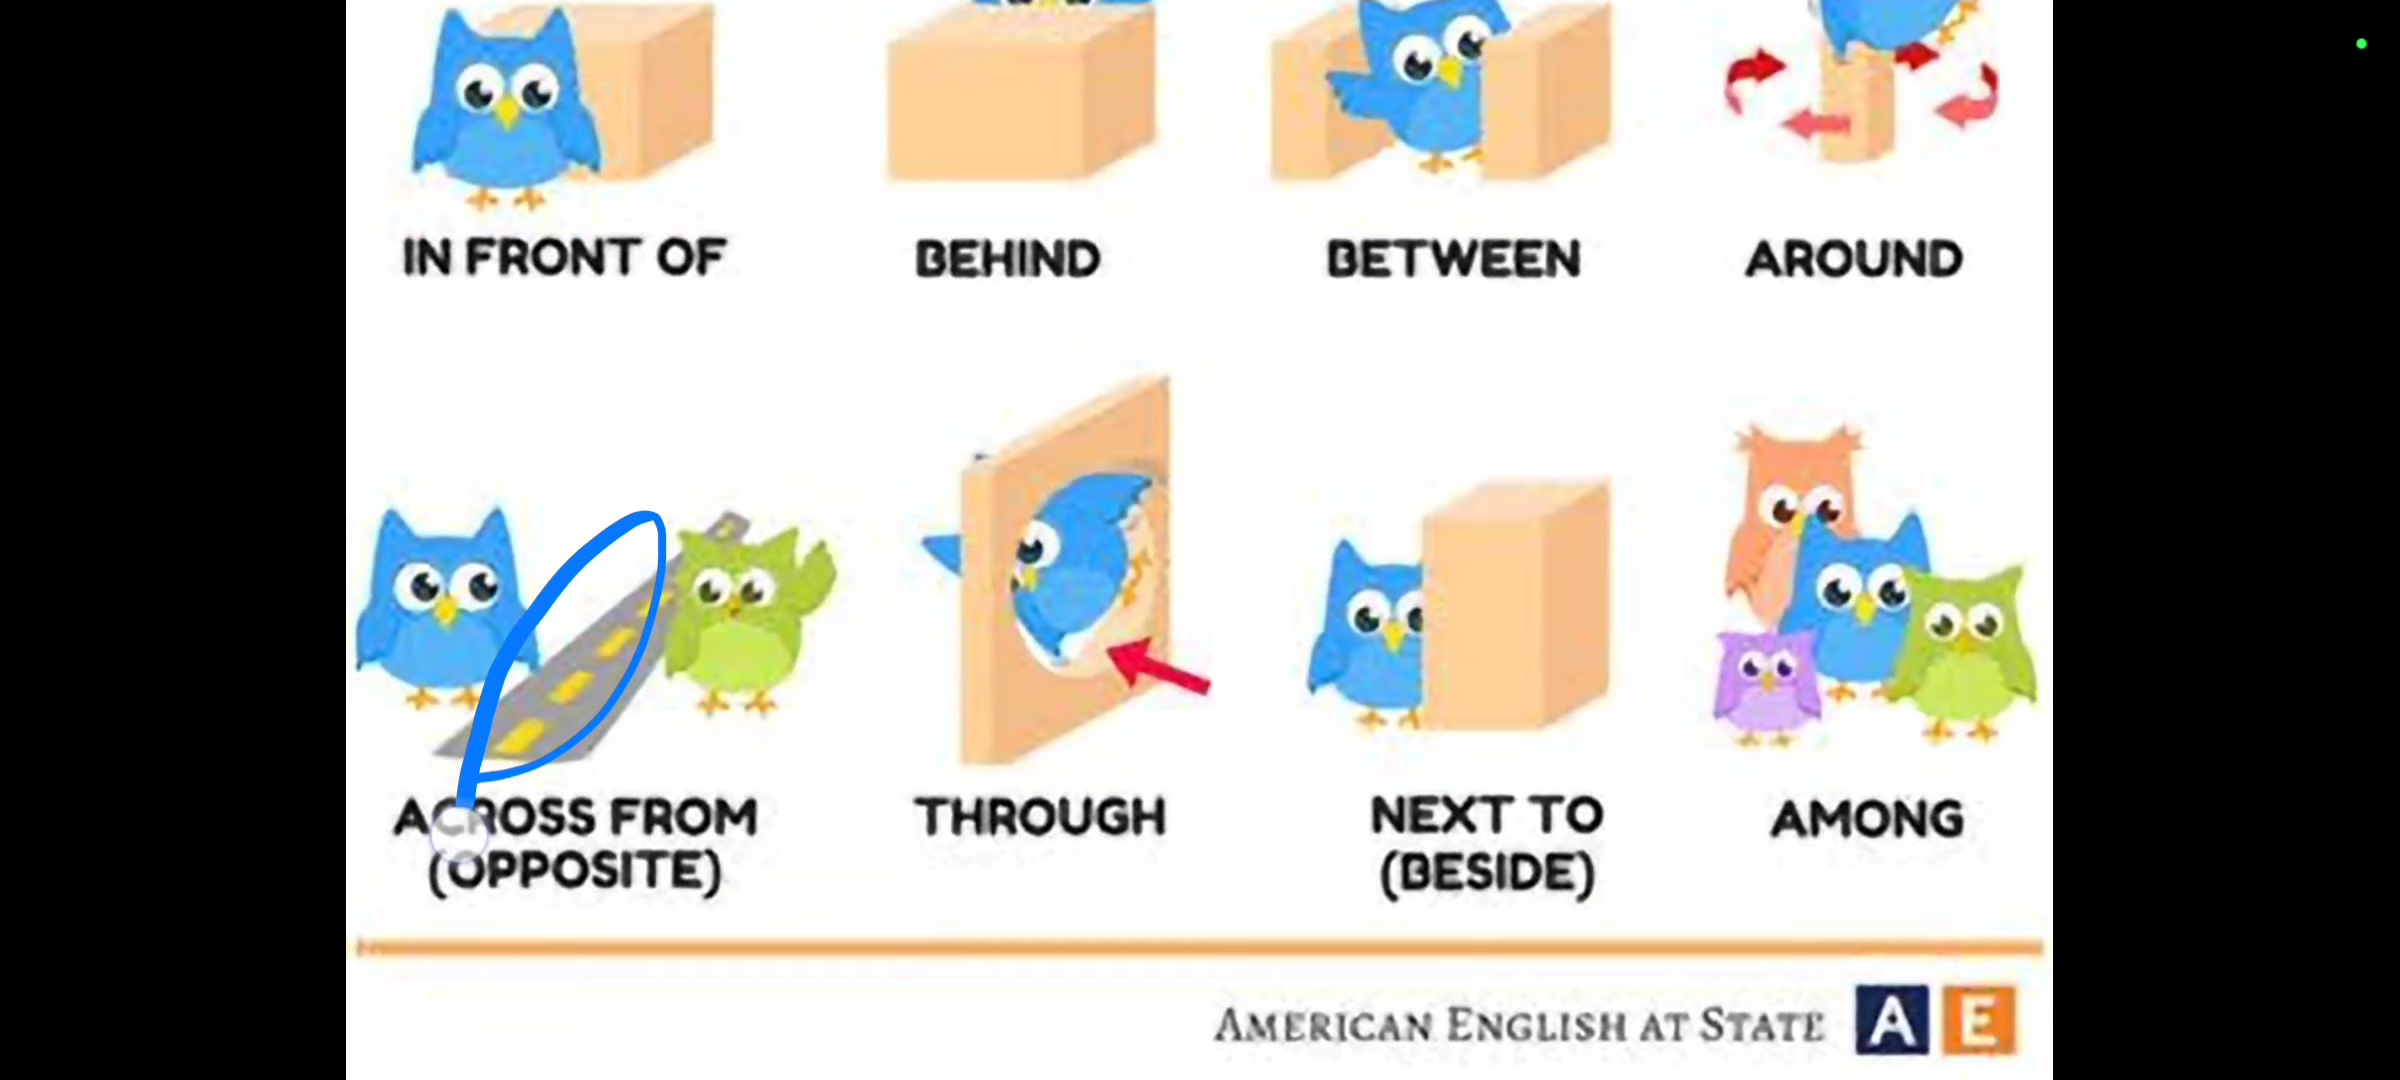 IN FRONT OF
BEHIND
BETWEEN
AROUND
ACROSS FROM
(OPPOSITE)
THROUGH
NEXT TO
(BESIDE)
AMONG
AMERICAN ENGLISH AT STATE
A E